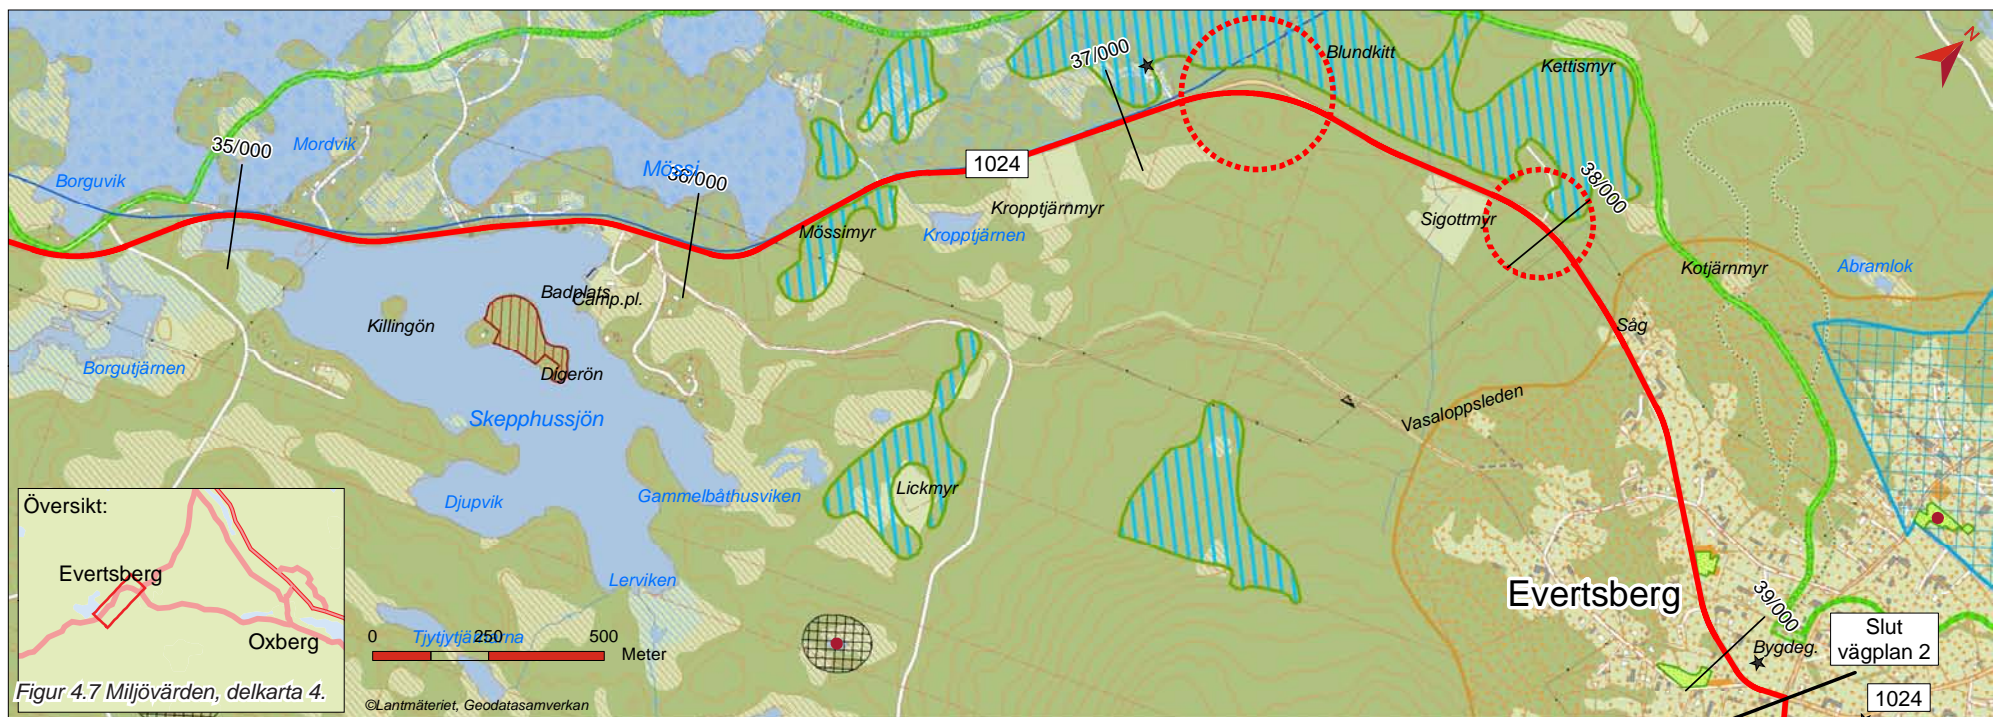 N
37/000
Blundkitt
Kettismyr
35/000
Mordvik
Borguvik
Mössi
36/000
1024
Kropptjärnmyr
Sigottmyr
38/000
Mössimyr
Kropptjärnen
Kotjärnmyr
Abramlok
Badplats
Camp.pl.
Killingön
Såg
Borgutjärnen
Digerön
Vasaloppsleden
Skepphussjön
Lickmyr
Djupvik
Gammelbåthusviken
Översikt:
Evertsberg
Oxberg
Figur 4.7 Miljövärden, delkarta 4.
Lerviken
Evertsberg
39/000
Slut
vägplan 2
Bygdeg.
1024
0 250 500
Meter
©Lantmäteriet, Geodatasamverkan